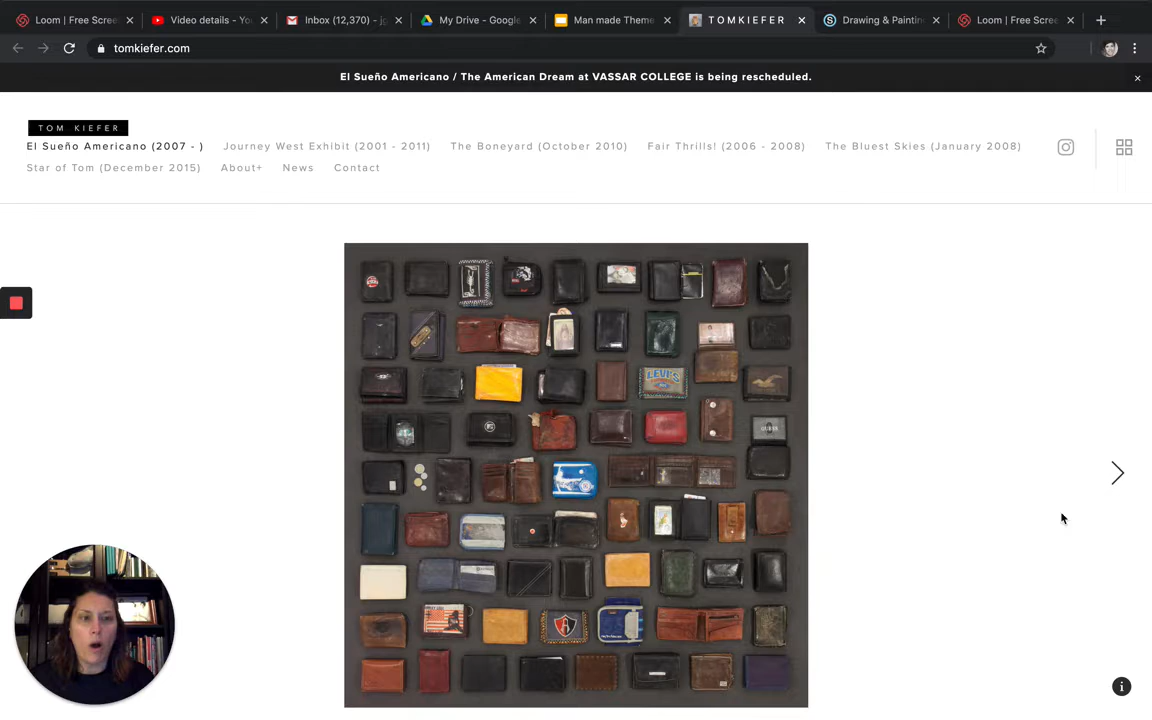 Loom | Free Scree
Video details - Yo
Inbox (12,370) - jg
My Drive - Google
Man made Theme
T O M K I E F E R
Drawing & Paintin
Loom | Free Scree
tomkiefer.com
El Sueño Americano / The American Dream at VASSAR COLLEGE is being rescheduled.
TOM KIEFER
El Sueño Americano (2007 - )
Journey West Exhibit (2001 - 2011)
The Boneyard (October 2010)
Fair Thrills! (2006 - 2008)
The Bluest Skies (January 2008)
Star of Tom (December 2015)
About+
News
Contact
LEVI'S